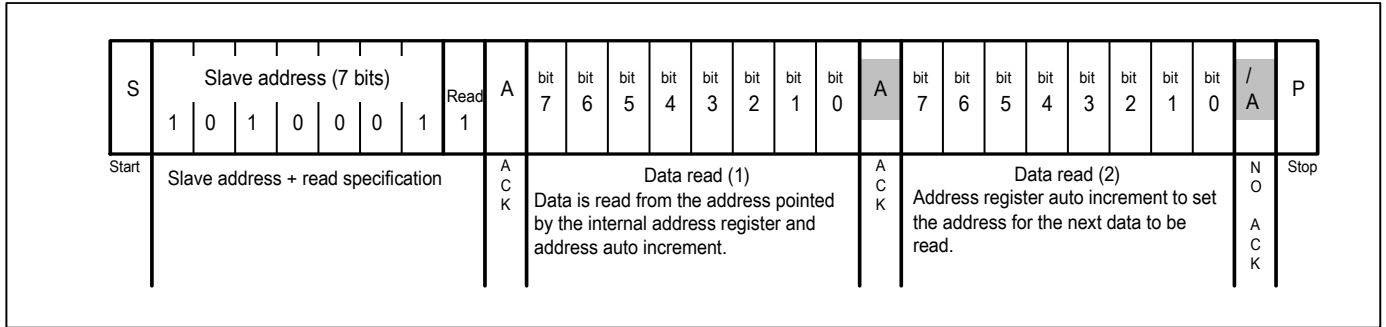 S
Slave address (7 bits)
1 0 1 0 0 0 1
Read
1
A
bit bit bit bit bit bit bit bit
7 6 5 4 3 2 1 0
A
bit bit bit bit bit bit bit bit
7 6 5 4 3 2 1 0
/
A
P
Start
Slave address + read specification
A
C
K
Data read (1)
Data is read from the address pointed
by the internal address register and
address auto increment.
A
C
K
Data read (2)
Address register auto increment to set
the address for the next data to be
read.
N
O
A
C
K
Stop